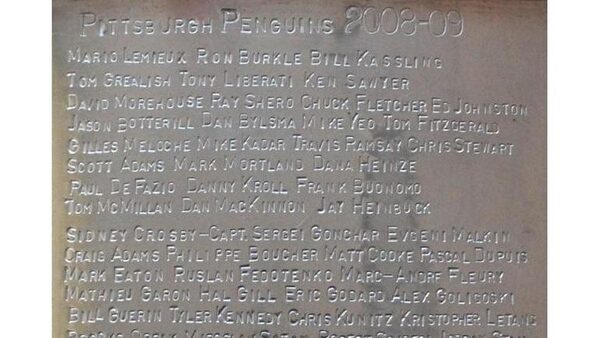 PITTSBURGH PENGUINS 2008-09
MARIO LEMIEUX RON BURKLE BILL KASSLING
TOM GREALISH TONY LIBERATI KEN SAWYER
DAVID MOREHOUSE RAY SHERO CHUCK FLETCHER ED JOHNSTON
JASON BOTTERILL DAN BYLSMA MIKE YEO TOM FITZGERALD
GILLES MELOCHE MIKE KADAR TRAVIS RAMSAY CHRIS STEWART
SCOTT ADAMS MARK MORTLAND DANA HEINZE
PAUL DE FAZIO DANNY KROLL FRANK BUONOMO
TOM MCMILLAN DAN MACKINNON JAY HEINBUCK
SIDNEY CROSBY-CAPT. SERGEI GONCHAR EVGENI MALKIN
CRAIG ADAMS PHILIPPE BOUCHER MATT COOKE PASCAL DUPUIS
MARK EATON RUSLAN FEDOTENKO MARC-ANDRE FLEURY
MATHIEU GARON HAL GILL ERIC GODARD ALEX GOLIGOSKI
BILL GUERIN TYLER KENNEDY CHRIS KUNITZ KRISTOPHER LETANG